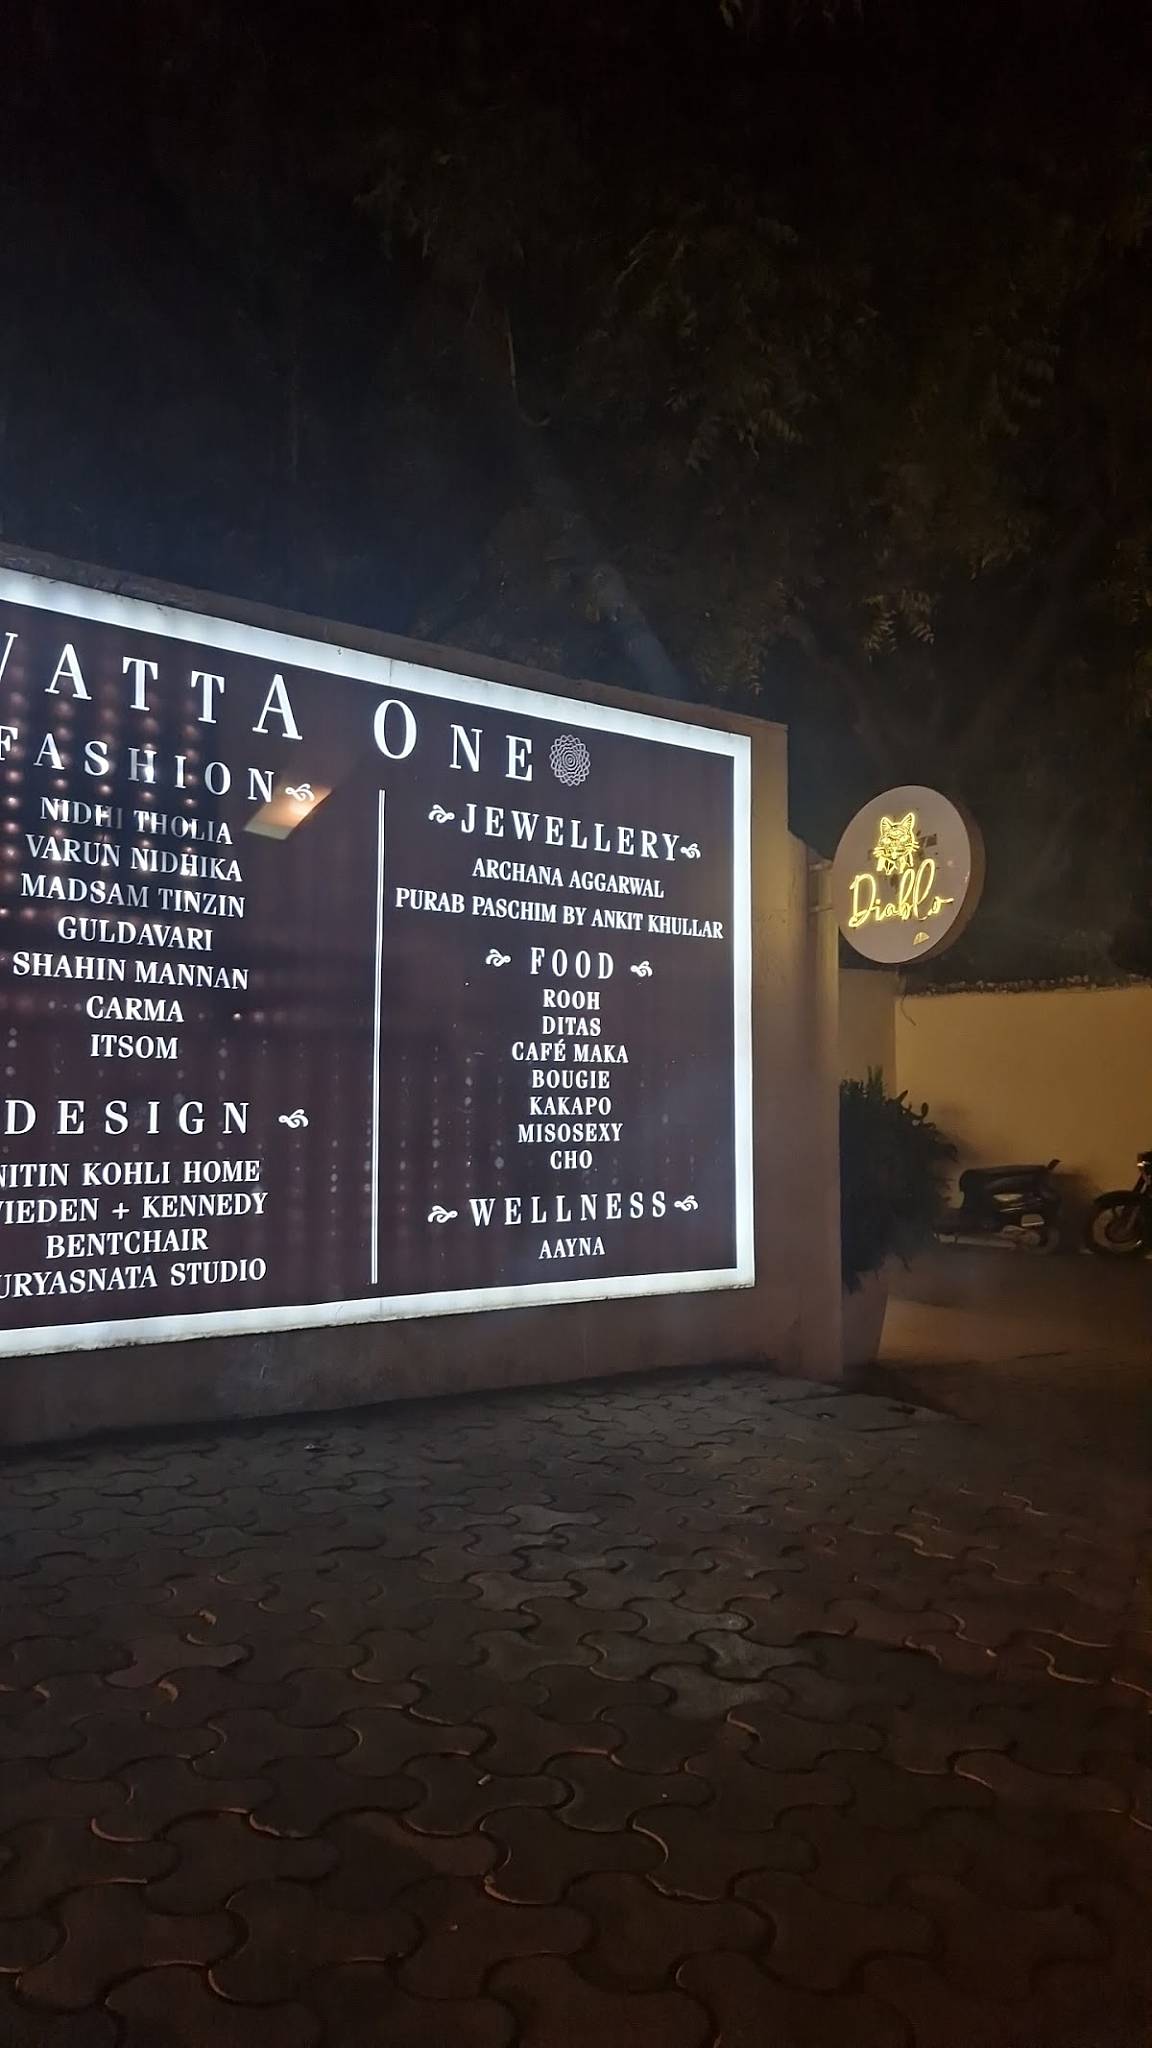 VATTA ONE
FASHION
NIDHI THOLIA
VARUN NIDHIKA
MADSAM TINZIN
GULDAVARI
SHAHIN MANNAN
CARMA
ITSOM
DESIGN
NITIN KOHLI HOME
VIEDEN + KENNEDY
BENTCHAIR
URYASNATA STUDIO
JEWELLERY
ARCHANA AGGARWAL
PURAB PASCHIM BY ANKIT KHULLAR
FOOD
ROOH
DITAS
CAFÉ MAKA
BOUGIE
KAKAPO
MISOSEXY
CHO
WELLNESS
AAYNA
Diablo